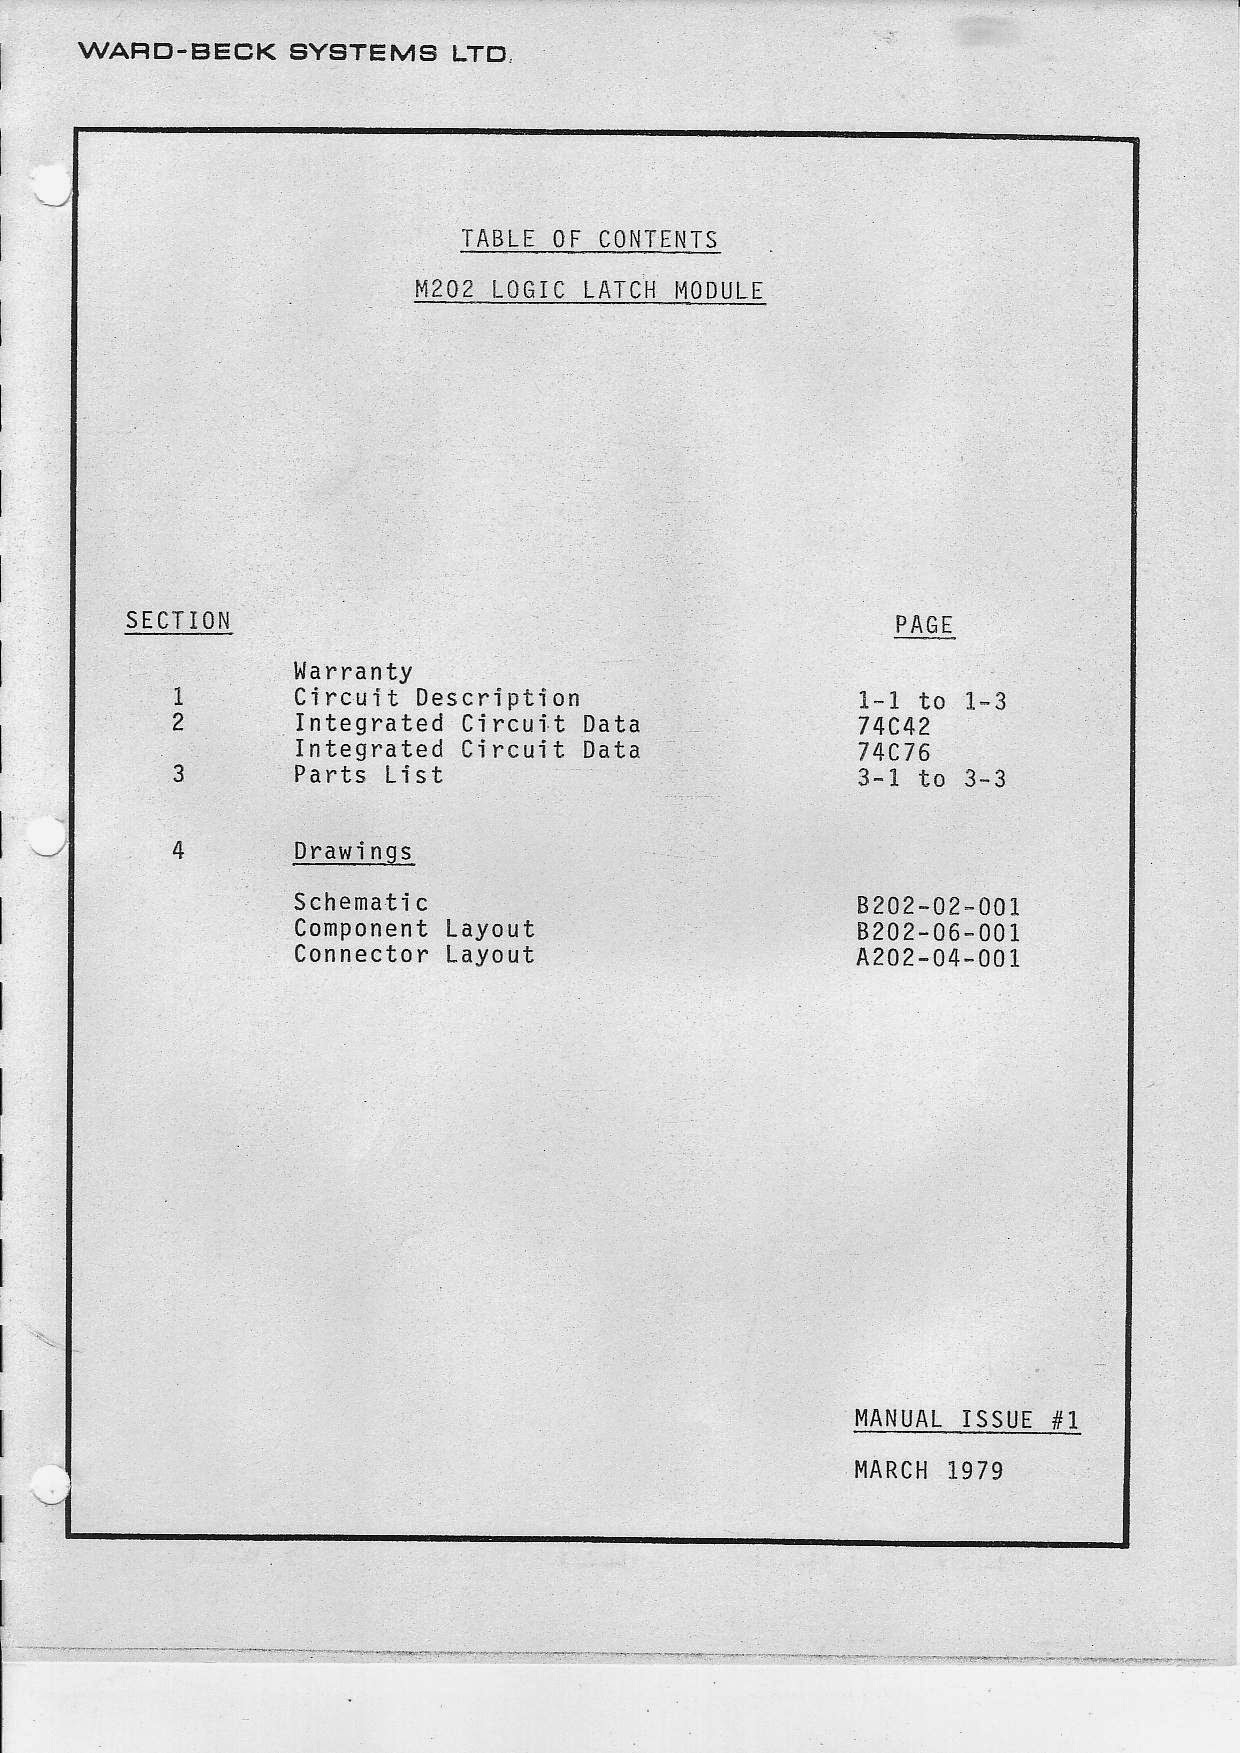 WARD-BECK SYSTEMS LTD.
TABLE OF CONTENTS
M202 LOGIC LATCH MODULE
SECTION PAGE
Warranty
1 Circuit Description 1-1 to 1-3
2 Integrated Circuit Data 74C42
Integrated Circuit Data 74C76
3 Parts List 3-1 to 3-3
4 Drawings
Schematic B202-02-001
Component Layout B202-06-001
Connector Layout A202-04-001
MANUAL ISSUE #1
MARCH 1979